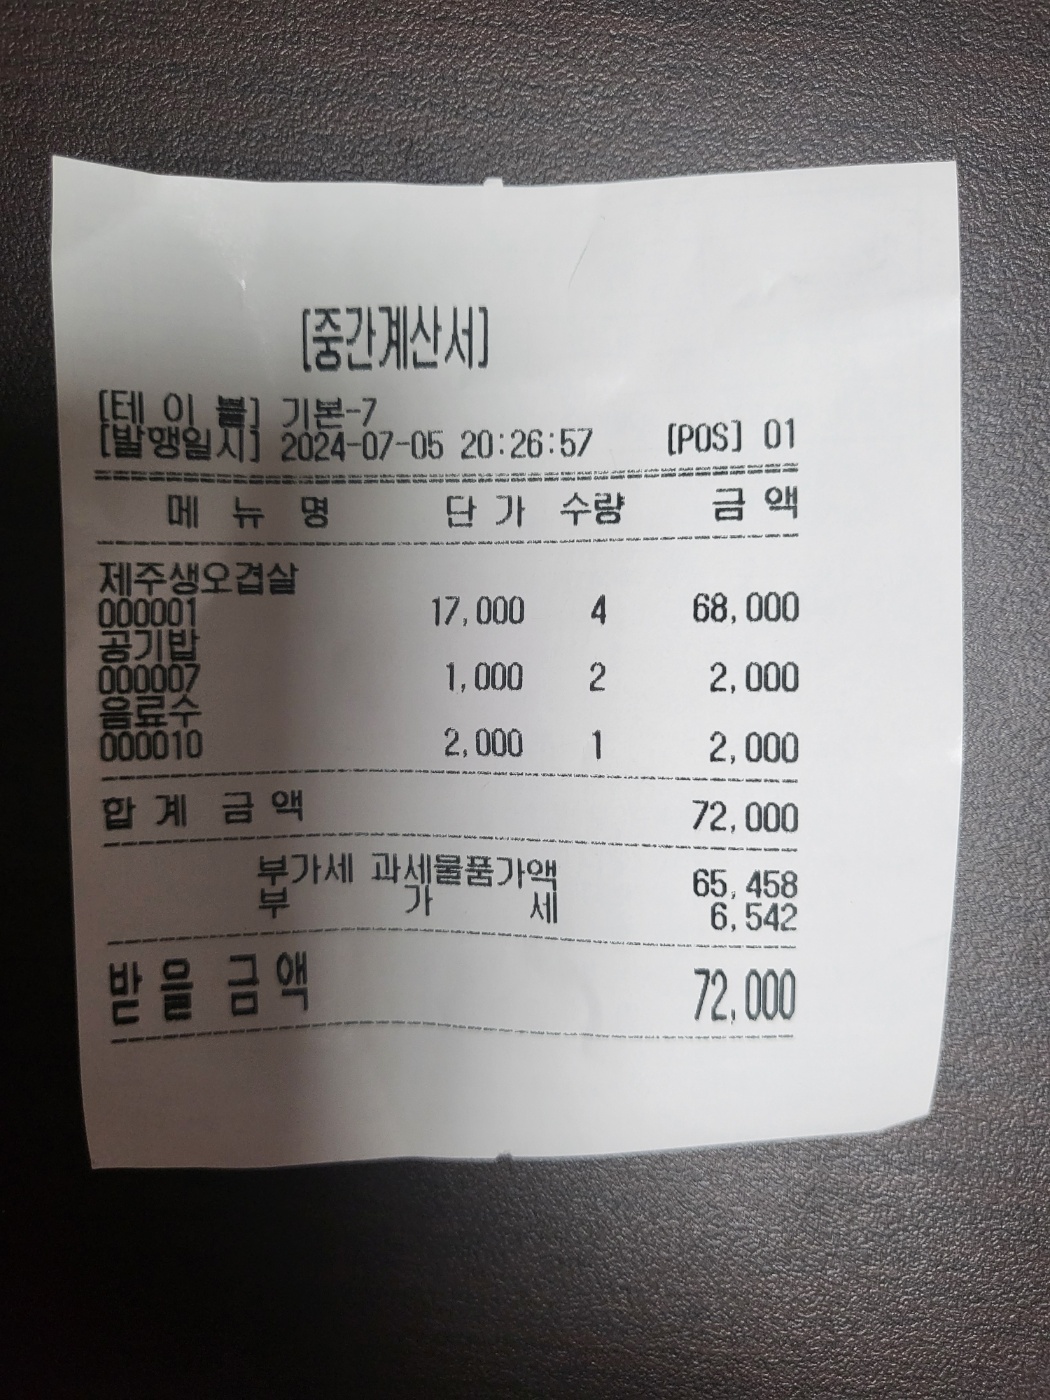 [중간계산서]
[테 이 블] 기본-7
[발행일시] 2024-07-05 20:26:57 [POS] 01
메 뉴 명 단 가 수량 금 액
제주생오겹살
000001 17,000 4 68,000
공기밥
000007 1,000 2 2,000
음료수
000010 2,000 1 2,000
합 계 금 액 72,000
부가세 과세물품가액 65,458
부 가 세 6,542
받 을 금 액 72,000